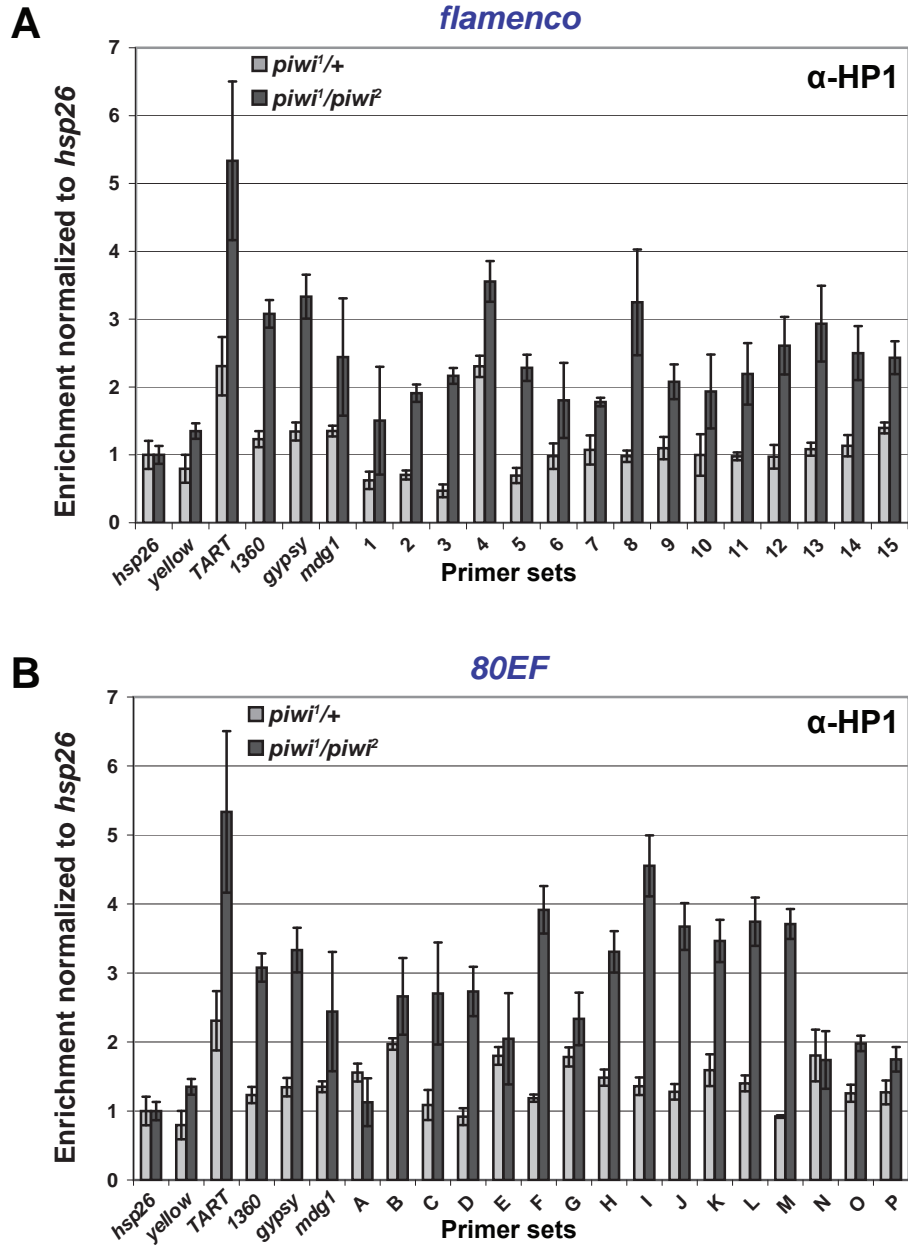 A
flamenco
Enrichment normalized to hsp26
7
6
5
4
3
2
1
0
piwi¹/+
piwi¹/piwi²
α-HP1
hsp26 yellow TART 1360 gypsy mdg1 1 2 3 4 5 6 7 8 9 10 11 12 13 14 15
Primer sets
B
80EF
Enrichment normalized to hsp26
7
6
5
4
3
2
1
0
piwi¹/+
piwi¹/piwi²
α-HP1
hsp26 yellow TART 1360 gypsy mdg1 A B C D E F G H I J K L M N O P
Primer sets